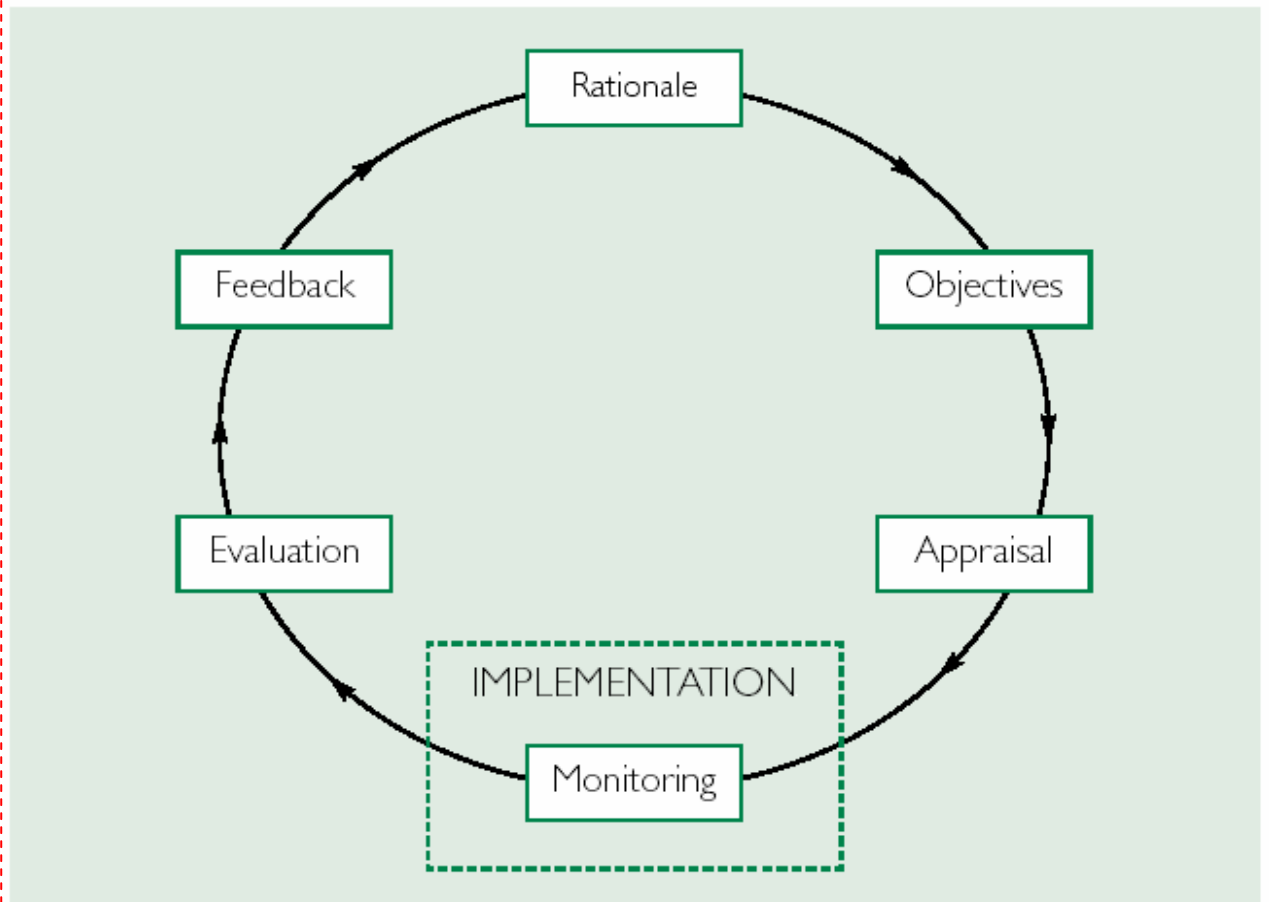 Rationale
Objectives
Appraisal
IMPLEMENTATION
Monitoring
Evaluation
Feedback